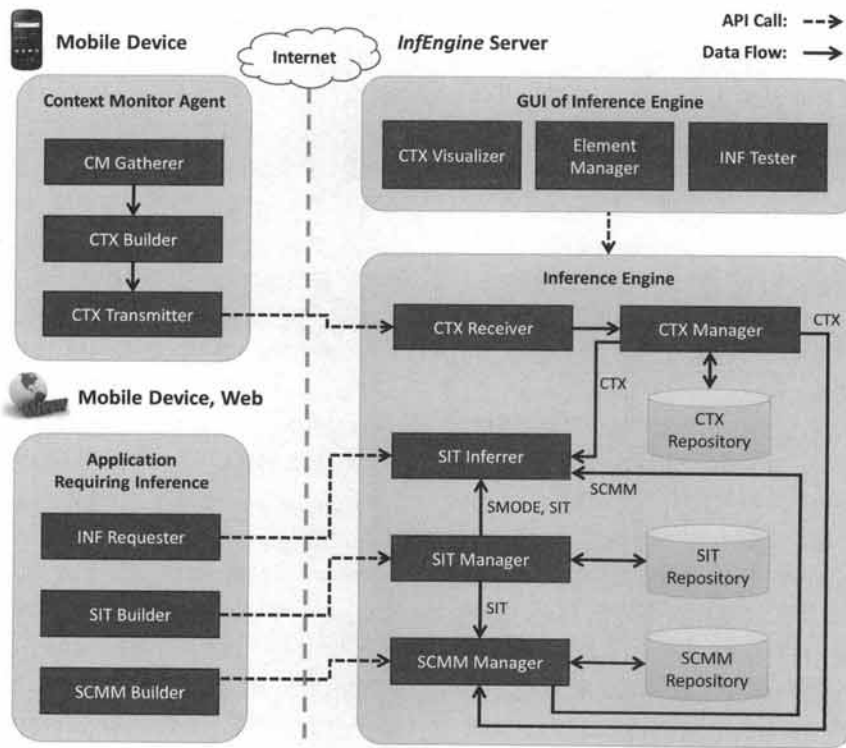 Mobile Device
Internet
InfEngine Server
API Call:
Data Flow:
Context Monitor Agent
CM Gatherer
CTX Builder
CTX Transmitter
GUI of Inference Engine
CTX Visualizer
Element
Manager
INF Tester
Inference Engine
CTX Receiver
CTX Manager
CTX
CTX
CTX
Repository
Mobile Device, Web
Application
Requiring Inference
INF Requester
SIT Builder
SCMM Builder
SIT Inferrer
SCMM
SMODE, SIT
SIT Manager
SIT
Repository
SIT
SCMM Manager
SCMM
Repository